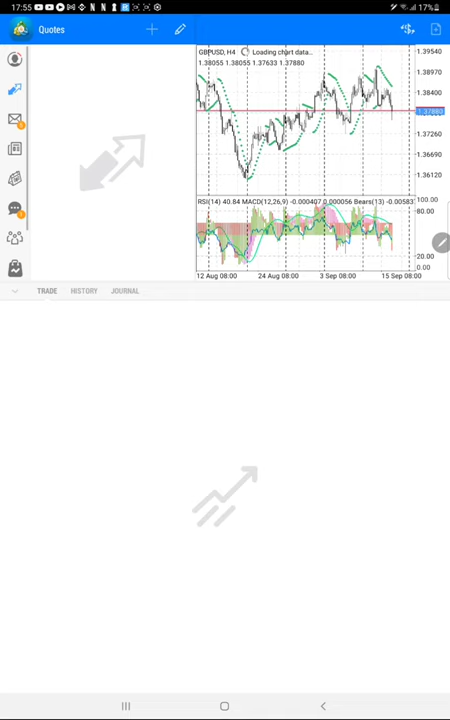 17:55
17%
Quotes
GBPUSD, H4 Loading chart data...
1.38055 1.38055 1.37633 1.37880
1.39540
1.38970
1.38400
1.37880
1.37260
1.36690
1.36120
RSI(14) 40.84 MACD(12,26,9) -0.000407 0.000056 Bears(13) -0.00583
100.00
80.00
20.00
0.00
12 Aug 08:00 24 Aug 08:00 3 Sep 08:00 15 Sep 08:00
TRADE HISTORY JOURNAL